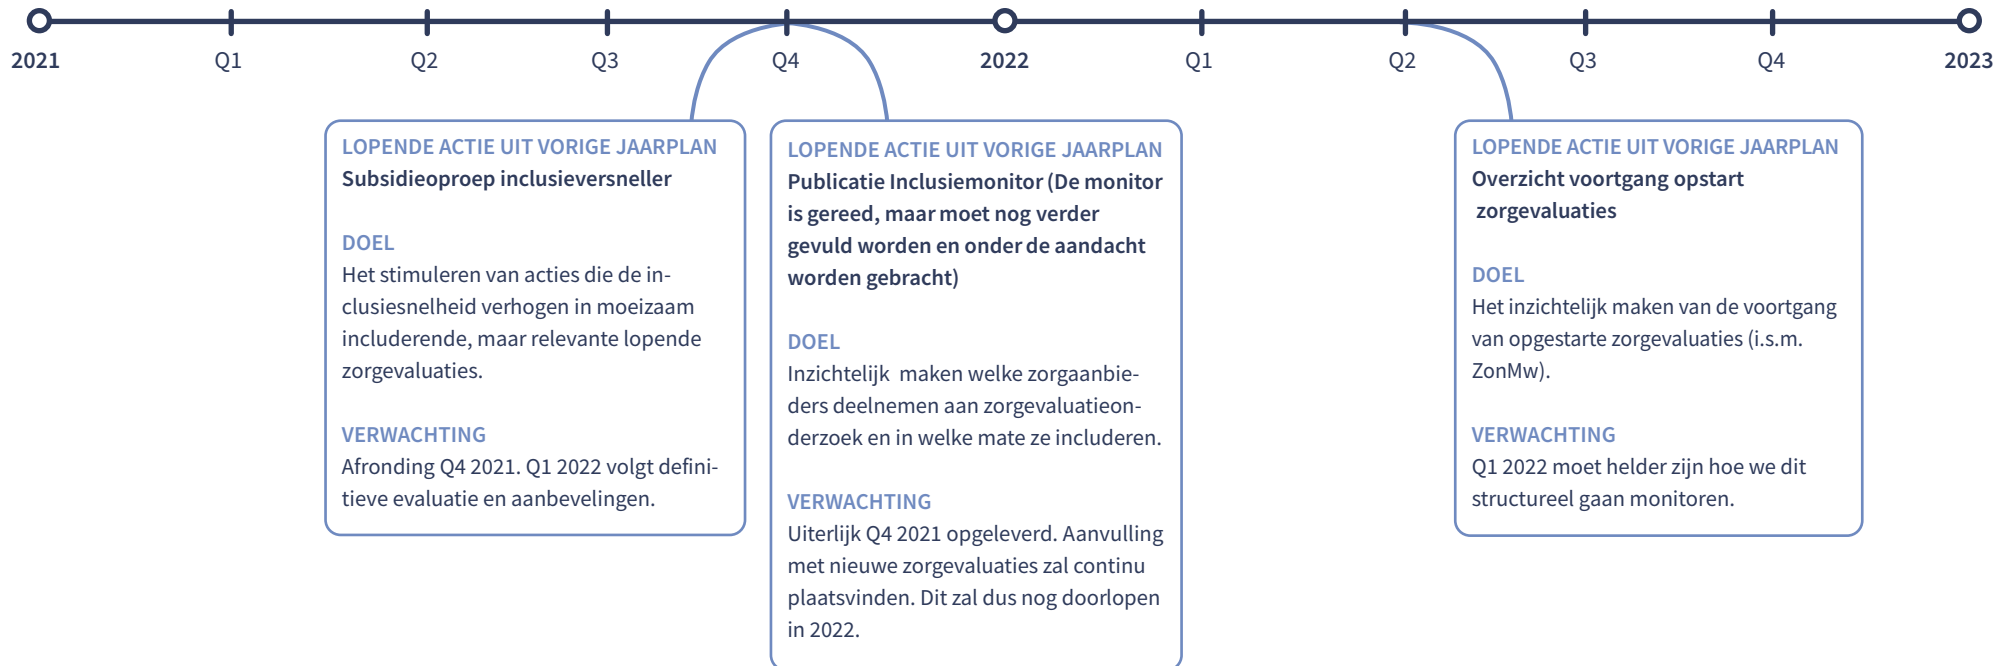 2021
Q1
Q2
Q3
Q4
2022
Q1
Q2
Q3
Q4
2023
LOPENDE ACTIE UIT VORIGE JAARPLAN
Subsidieoproep inclusieversneller
DOEL
Het stimuleren van acties die de in-
clusiesnelheid verhogen in moeizaam
includerende, maar relevante lopende
zorgevaluaties.
VERWACHTING
Afronding Q4 2021. Q1 2022 volgt defini-
tieve evaluatie en aanbevelingen.
LOPENDE ACTIE UIT VORIGE JAARPLAN
Publicatie Inclusiemonitor (De monitor
is gereed, maar moet nog verder
gevuld worden en onder de aandacht
worden gebracht)
DOEL
Inzichtelijk maken welke zorgaanbie-
ders deelnemen aan zorgevaluatieon-
derzoek en in welke mate ze includeren.
VERWACHTING
Uiterlijk Q4 2021 opgeleverd. Aanvulling
met nieuwe zorgevaluaties zal continu
plaatsvinden. Dit zal dus nog doorlopen
in 2022.
LOPENDE ACTIE UIT VORIGE JAARPLAN
Overzicht voortgang opstart
zorgevaluaties
DOEL
Het inzichtelijk maken van de voortgang
van opgestarte zorgevaluaties (i.s.m.
ZonMw).
VERWACHTING
Q1 2022 moet helder zijn hoe we dit
structureel gaan monitoren.